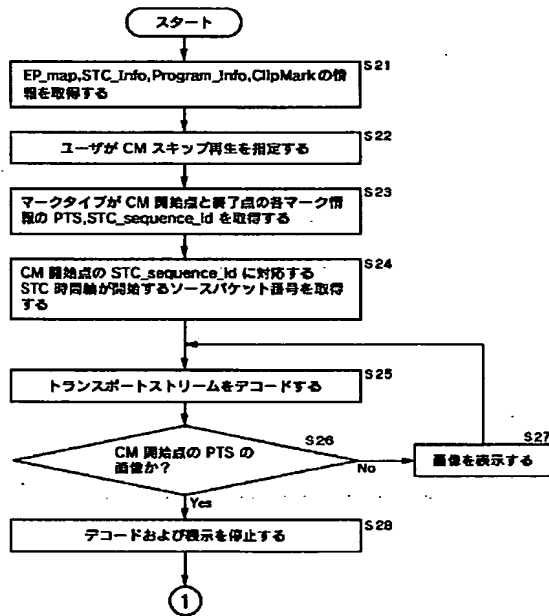 スタート
S21
EP_map,STC_Info,Program_Info,ClipMarkの情
報を取得する
S22
ユーザが CM スキップ再生を指定する
S23
マークタイプが CM 開始点と終了点の各マーク情
報の PTS,STC_sequence_id を取得する
S24
CM 開始点の STC_sequence_id に対応する
STC 時間軸が開始するソースパケット番号を取得
する
S25
トランスポートストリームをデコードする
S26
CM 開始点の PTS の
画像か?
No
S27
画像を表示する
Yes
S28
デコードおよび表示を停止する
1